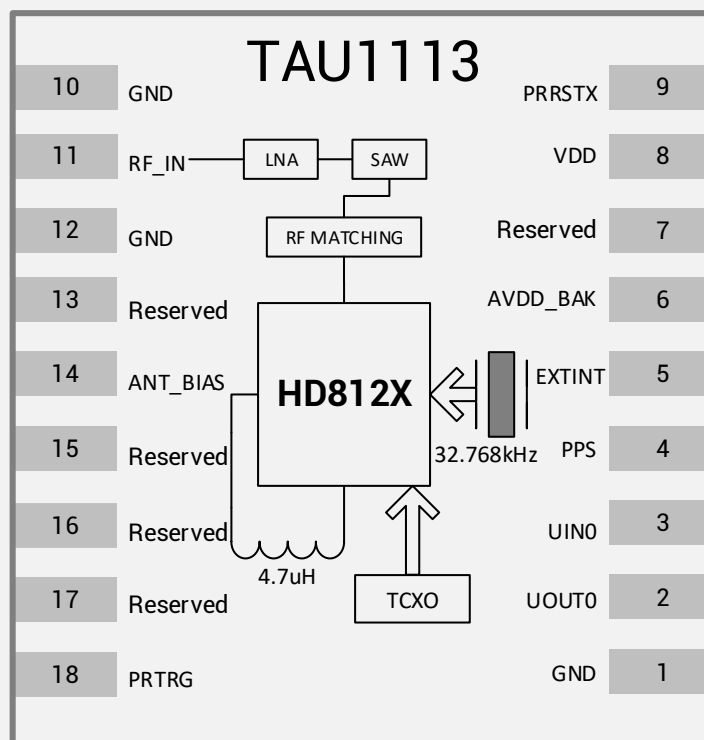 TAU1113
10 GND
PRRSTX 9
11 RF_IN
LNA
SAW
VDD 8
12 GND
RF MATCHING
Reserved 7
13 Reserved
AVDD_BAK 6
14 ANT_BIAS
HD812X
EXTINT 5
15 Reserved
32.768kHz
PPS 4
16 Reserved
UIN0 3
4.7uH
17 Reserved
TCXO
UOUT0 2
18 PRTRG
GND 1